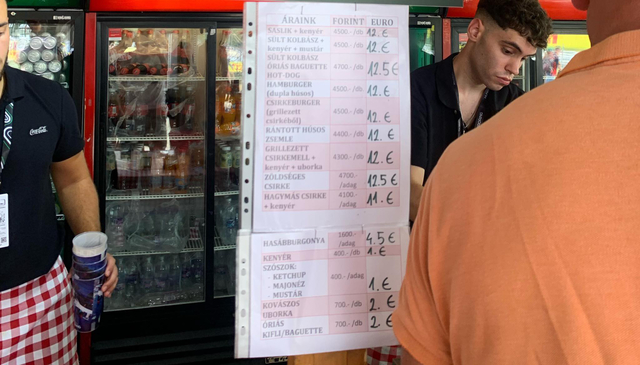 Coca-Cola
ÁRAINK FORINT EURO
SASLIK + kenyér 4500.-/db 12.€
SÜLT KOLBÁSZ + kenyér + mustár 4500.-/db 12.€
SÜLT KOLBÁSZ
ÓRIÁS BAGUETTE 4700.-/db 12.5€
HOT-DOG
HAMBURGER
(dupla húsos) 4500.-/db 12.€
CSIRKEBURGER
(grillezett 4500.-/db
csirkéből) 12.€
RÁNTOTT HÚSOS
ZSEMLE 4400.-/db 12.€
GRILLEZETT
CSIRKEMELL + 4300.-/db 12.€
kenyér + uborka
ZÖLDSÉGES 4700.-
CSIRKE /adag 12.5€
HAGYMÁS CSIRKE 4100.-
+ kenyér /adag 11.€
HASÁBBURGONYA 1600.-/adag 4.5€
KENYÉR 400.-/db 1.€
SZÓSZOK:
- KETCHUP 400.-/adag
- MAJONÉZ 1.€
- MUSTÁR
KOVÁSZOS
UBORKA 700.-/db 2.€
ÓRIÁS
KIFLI/BAGUETTE 700.-/db 2.€